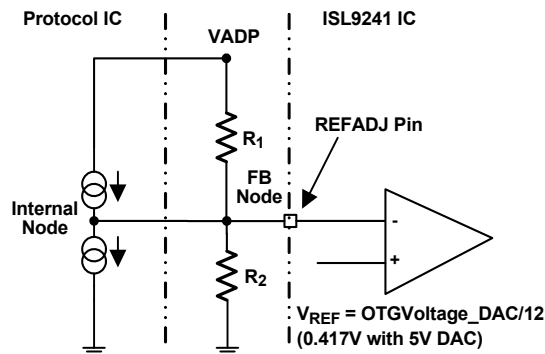 Protocol IC
ISL9241 IC
VADP
REFADJ Pin
R1
FB
Node
Internal
Node
-
+
R2
VREF = OTGVoltage_DAC/12
(0.417V with 5V DAC)